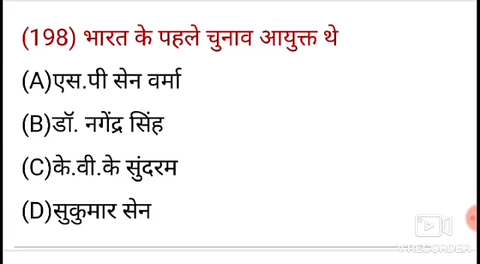 (198) भारत के पहले चुनाव आयुक्त थे
(A)एस.पी सेन वर्मा
(B)डॉ. नगेंद्र सिंह
(C)के.वी.के सुंदरम
(D)सुकुमार सेन